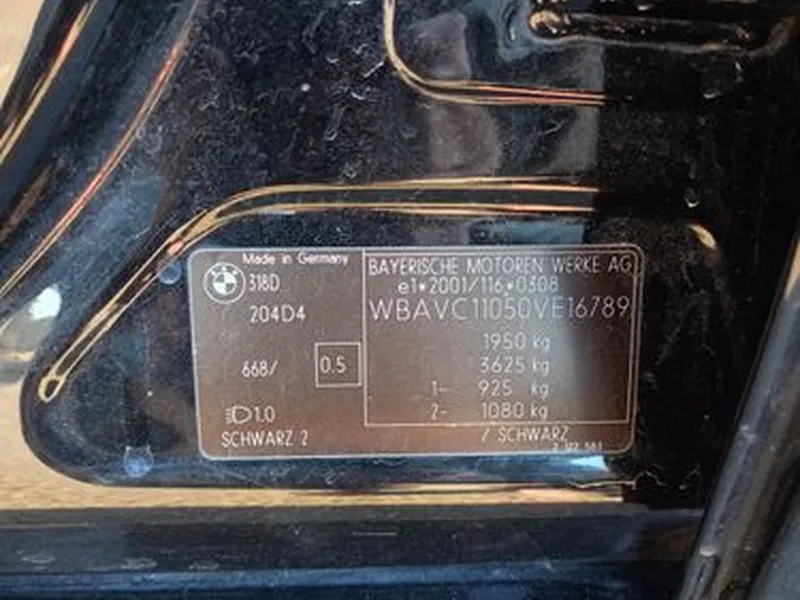 Made in Germany
318D
204D4
668/
0.5
1.0
SCHWARZ 2
BAYERISCHE MOTOREN WERKE AG
e1*2001/116*0308
WBAVC11050VE16789
1950 kg
3625 kg
1- 925 kg
2- 1080 kg
/ SCHWARZ